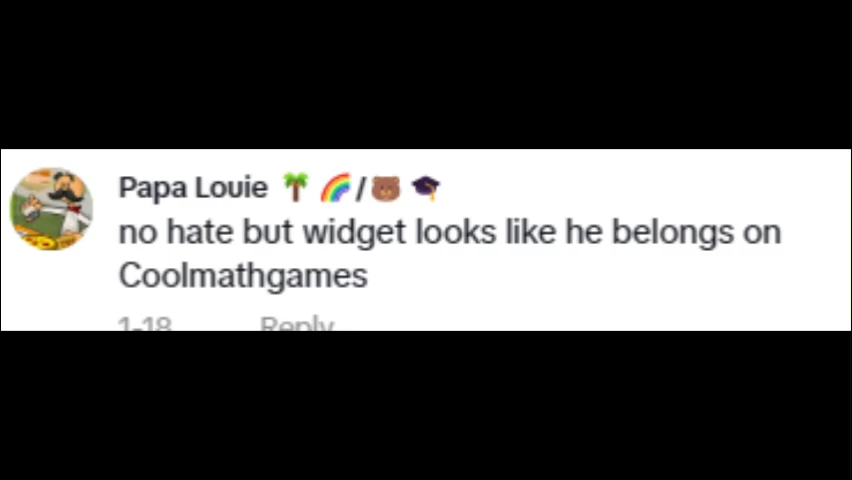 Papa Louie 🌴 🌈/🐻 🎓
no hate but widget looks like he belongs on
Coolmathgames
1-18 Reply